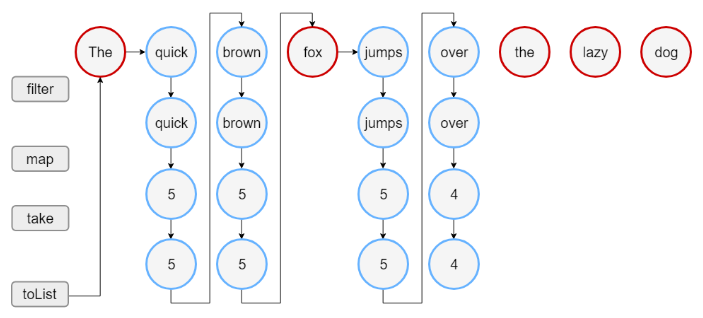 The quick brown fox jumps over the lazy dog
filter
quick brown jumps over
map
5 5 5 4
take
5 5 5 4
toList